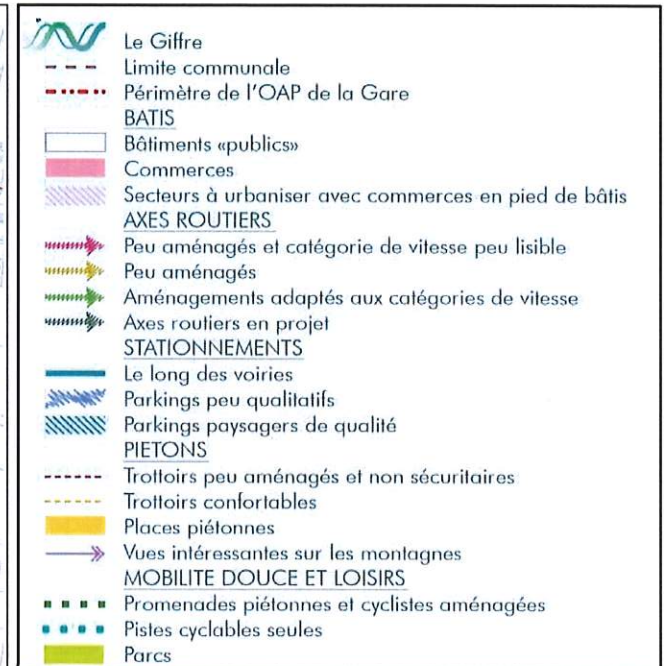 Le Giffre
Limite communale
Périmètre de l'OAP de la Gare
BATIS
Bâtiments «publics»
Commerces
Secteurs à urbaniser avec commerces en pied de bâtis
AXES ROUTIERS
Peu aménagés et catégorie de vitesse peu lisible
Peu aménagés
Aménagements adaptés aux catégories de vitesse
Axes routiers en projet
STATIONNEMENTS
Le long des voiries
Parkings peu qualitatifs
Parkings paysagers de qualité
PIETONS
Trottoirs peu aménagés et non sécuritaires
Trottoirs confortables
Places piétonnes
Vues intéressantes sur les montagnes
MOBILITE DOUCE ET LOISIRS
Promenades piétonnes et cyclistes aménagées
Pistes cyclables seules
Parcs